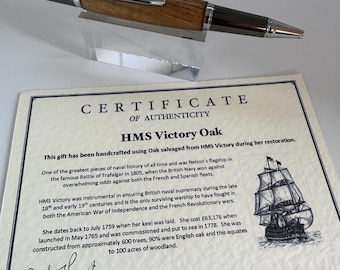 CERTIFICATE
OF AUTHENTICITY
HMS Victory Oak
This gift has been handcrafted using Oak salvaged from HMS Victory during her restoration.
One of the greatest pieces of naval history of all time and was Nelson's flagship in
the famous Battle of Trafalgar in 1805, when the British Navy won against
overwhelming odds against both the French and Spanish fleets.
HMS Victory was instrumental in ensuring British naval supremacy during the late
18th and early 19th centuries and is the only surviving warship to have fought in
both the American War of Independence and the French Revolutionary wars.
She dates back to July 1759 when her keel was laid. She cost £63,176 when
launched in May 1765 and was commissioned and put to sea in 1778. She was
constructed from approximately 600 trees, 90% were English oak and this equates
to 100 acres of woodland.